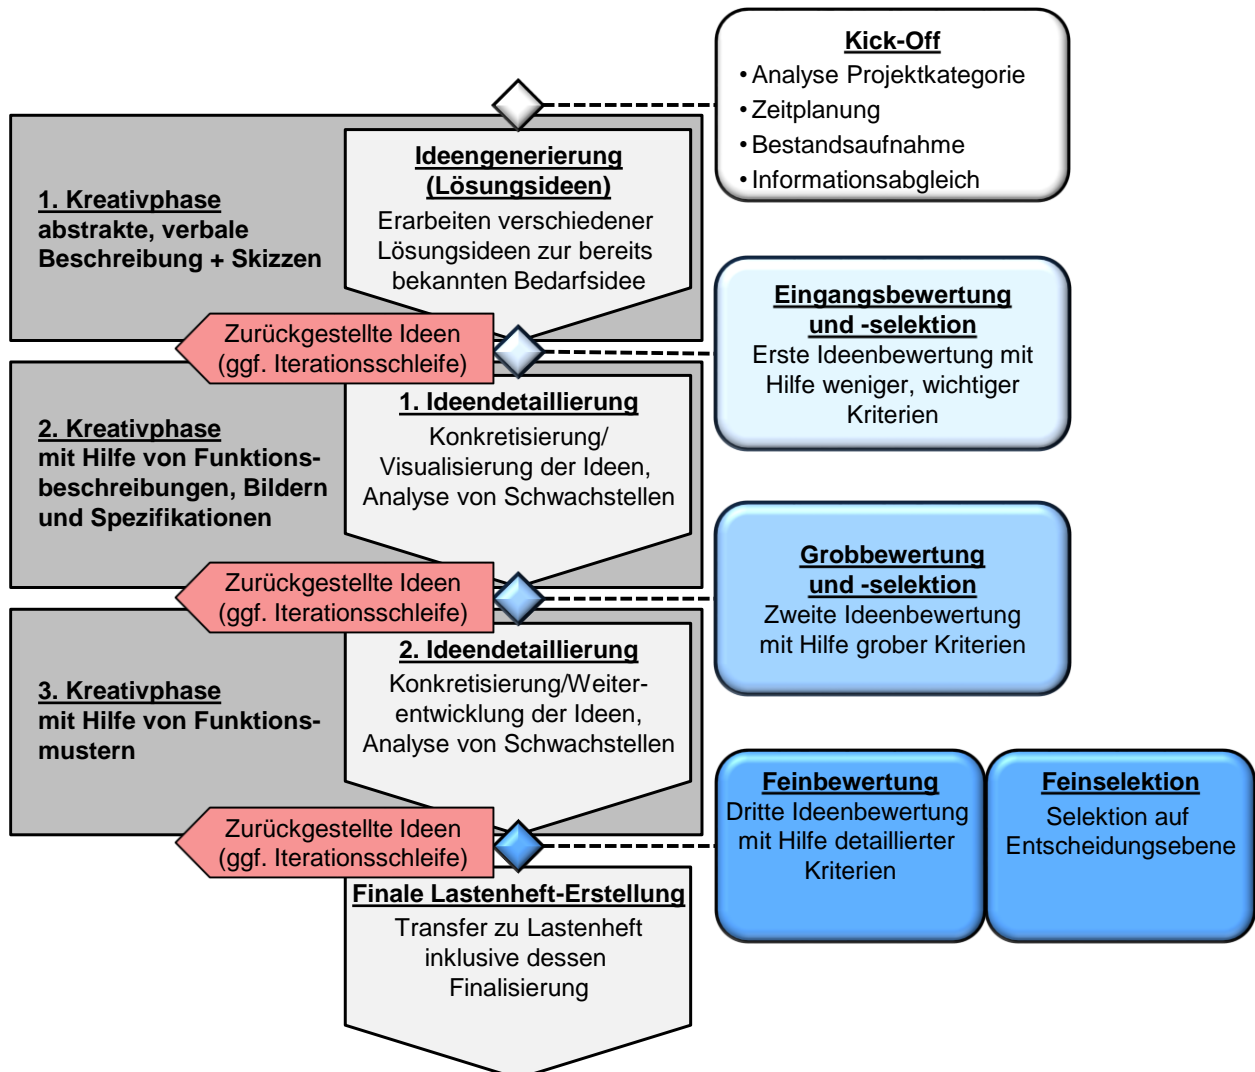 Kick-Off
• Analyse Projektkategorie
• Zeitplanung
• Bestandsaufnahme
• Informationsabgleich
1. Kreativphase
abstrakte, verbale
Beschreibung + Skizzen
Ideengenerierung
(Lösungsideen)
Erarbeiten verschiedener
Lösungsideen zur bereits
bekannten Bedarfsidee
Zurückgestellte Ideen
(ggf. Iterationsschleife)
Eingangsbewertung
und -selektion
Erste Ideenbewertung mit
Hilfe weniger, wichtiger
Kriterien
2. Kreativphase
mit Hilfe von Funktions-
beschreibungen, Bildern
und Spezifikationen
1. Ideendetaillierung
Konkretisierung/
Visualisierung der Ideen,
Analyse von Schwachstellen
Zurückgestellte Ideen
(ggf. Iterationsschleife)
Grobbewertung
und -selektion
Zweite Ideenbewertung
mit Hilfe grober Kriterien
3. Kreativphase
mit Hilfe von Funktions-
mustern
2. Ideendetaillierung
Konkretisierung/Weiter-
entwicklung der Ideen,
Analyse von Schwachstellen
Zurückgestellte Ideen
(ggf. Iterationsschleife)
Feinbewertung
Dritte Ideenbewertung
mit Hilfe detaillierter
Kriterien
Feinselektion
Selektion auf
Entscheidungsebene
Finale Lastenheft-Erstellung
Transfer zu Lastenheft
inklusive dessen
Finalisierung